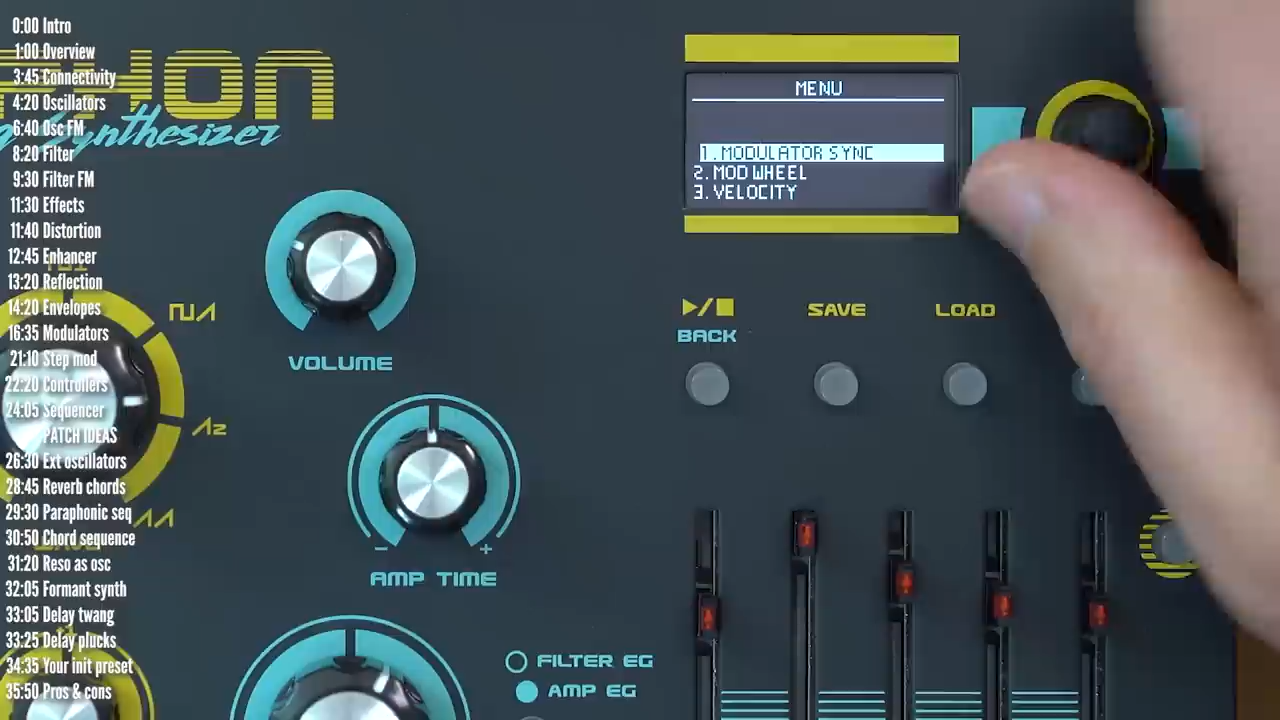 0:00 Intro
1:00 Overview
3:45 Connectivity
4:20 Oscillators
6:40 Osc FM
8:20 Filter
9:30 Filter FM
11:30 Effects
11:40 Distortion
12:45 Enhancer
13:20 Reflection
14:20 Envelopes
16:35 Modulators
21:10 Step mod
22:20 Controllers
24:05 Sequencer
PATCH IDEAS
26:30 Ext oscillators
28:45 Reverb chords
29:30 Paraphonic seq
30:50 Chord sequence
31:20 Reso as osc
32:05 Formant synth
33:05 Delay twang
33:25 Delay plucks
34:35 Your init preset
35:50 Pros & cons
PHON
Synthesizer
MENU
1.MODULATOR SYNC
2.MOD WHEEL
3.VELOCITY
VOLUME
BACK
SAVE
LOAD
- +
AMP TIME
FILTER EG
AMP EG